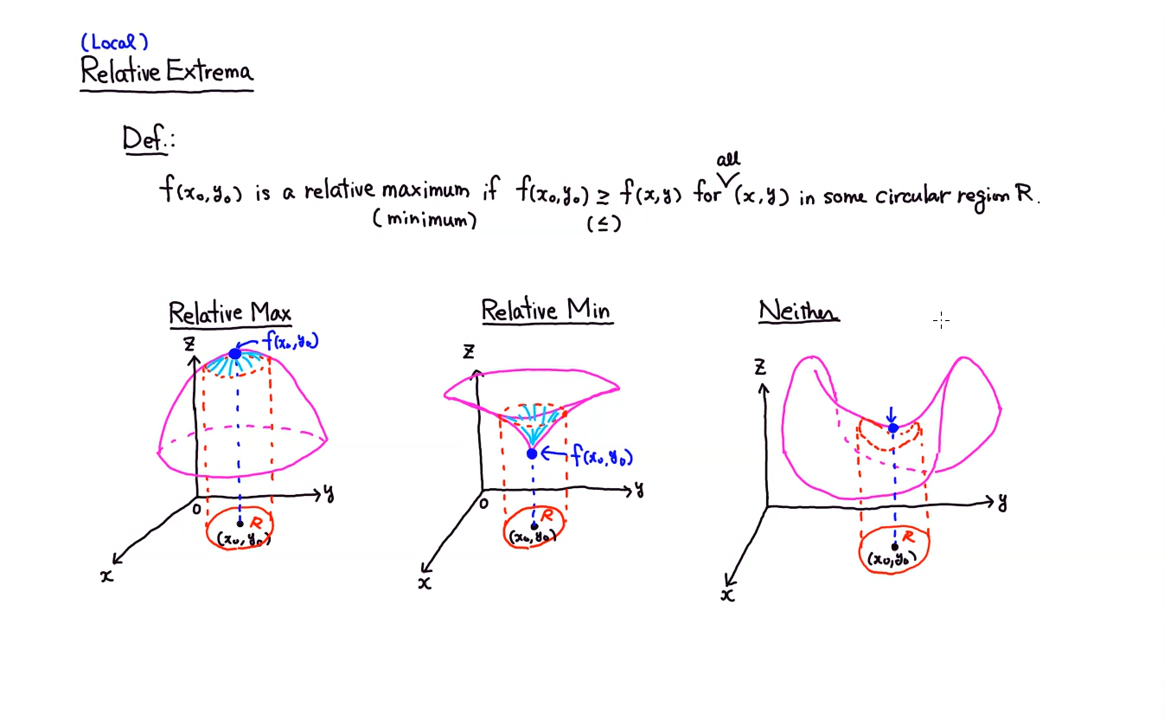 (Local)
Relative Extrema
Def.:
all
f(x₀,y₀) is a relative maximum if f(x₀,y₀) ≥ f(x,y) for (x,y) in some circular region R.
(minimum) (≤)
Relative Max
z
f(x₀,y₀)
0
y
R
(x₀,y₀)
x
Relative Min
z
f(x₀,y₀)
0
y
R
(x₀,y₀)
x
Neither
z
y
R
(x₀,y₀)
x